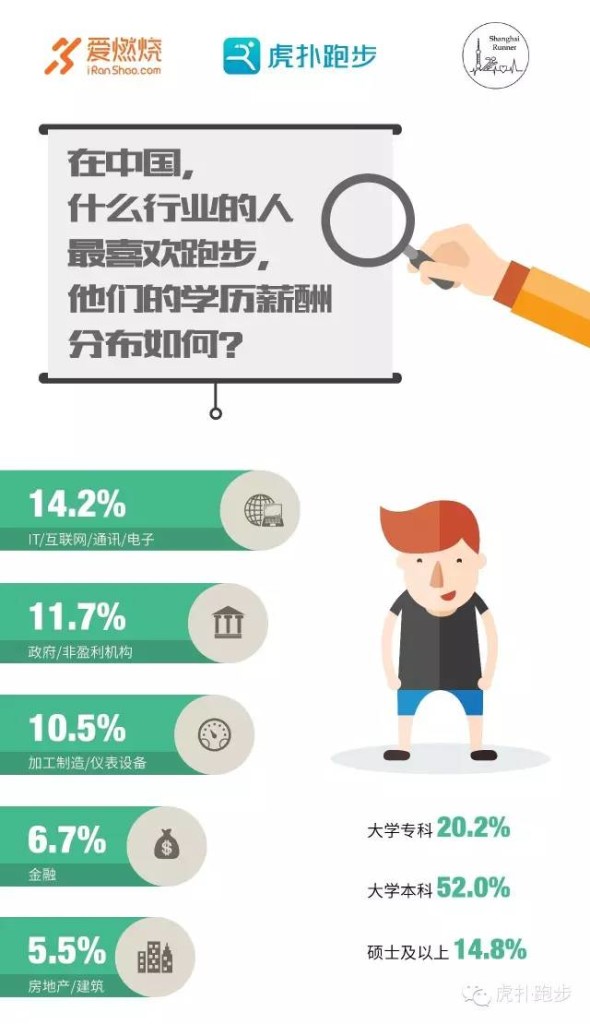 爱燃烧
iRanShao.com
虎扑跑步
Shanghai
Runner
在中国,
什么行业的人
最喜欢跑步,
他们的学历薪酬
分布如何?
14.2%
IT/互联网/通讯/电子
11.7%
政府/非盈利机构
10.5%
加工制造/仪表设备
6.7%
金融
5.5%
房地产/建筑
大学专科 20.2%
大学本科 52.0%
硕士及以上 14.8%
虎扑跑步